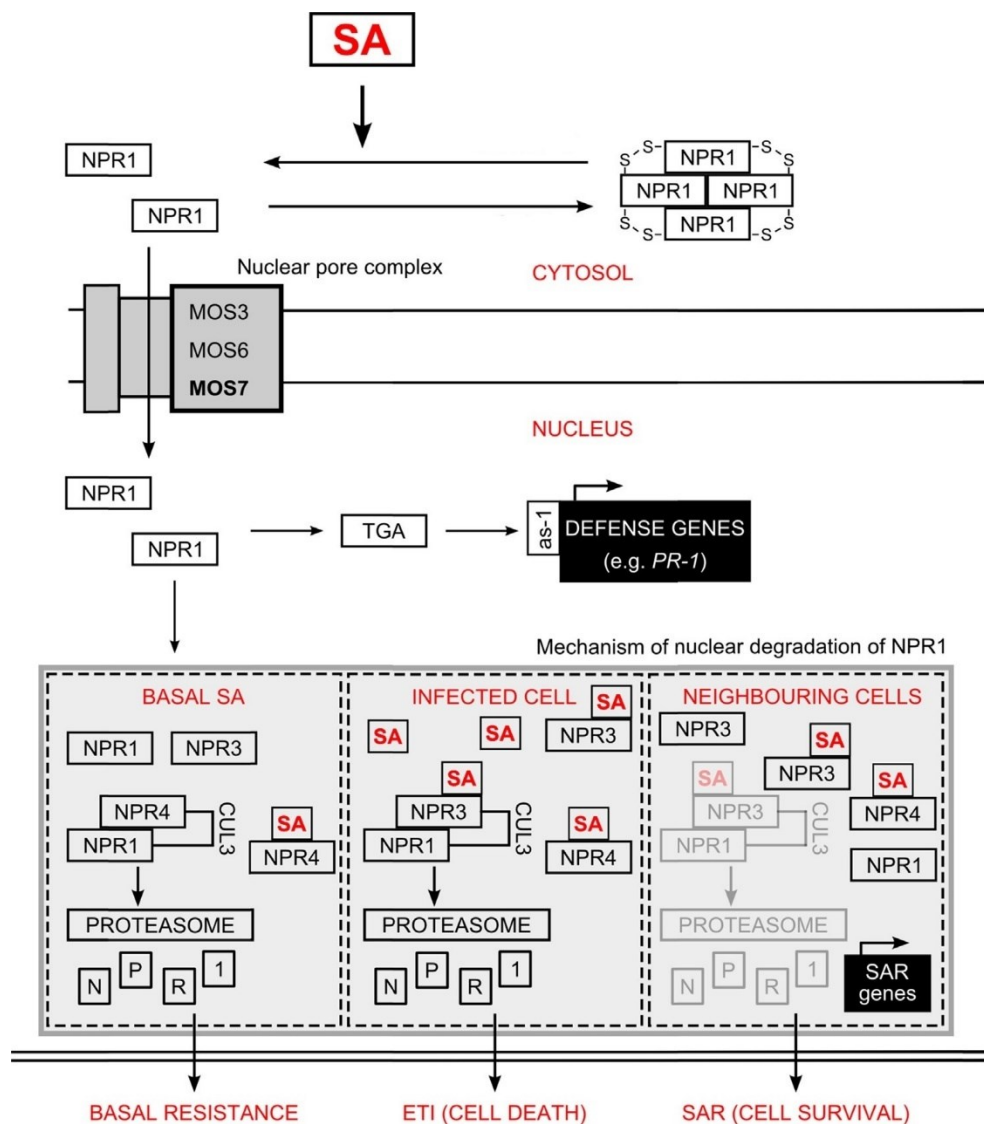 SA
NPR1
NPR1
S
S
NPR1
S
S
NPR1
NPR1
S
S
NPR1
S
S
Nuclear pore complex
CYTOSOL
MOS3
MOS6
MOS7
NUCLEUS
NPR1
NPR1
TGA
as-1
DEFENSE GENES
(e.g. PR-1)
Mechanism of nuclear degradation of NPR1
BASAL SA
NPR1
NPR3
NPR4
NPR1
CUL3
SA
NPR4
PROTEASOME
N
P
R
1
INFECTED CELL
SA
SA
SA
NPR3
SA
NPR3
NPR1
CUL3
SA
NPR4
PROTEASOME
N
P
R
1
NEIGHBOURING CELLS
NPR3
SA
NPR3
SA
NPR3
NPR1
CUL3
SA
NPR4
NPR1
PROTEASOME
N
P
R
1
SAR
genes
BASAL RESISTANCE
ETI (CELL DEATH)
SAR (CELL SURVIVAL)